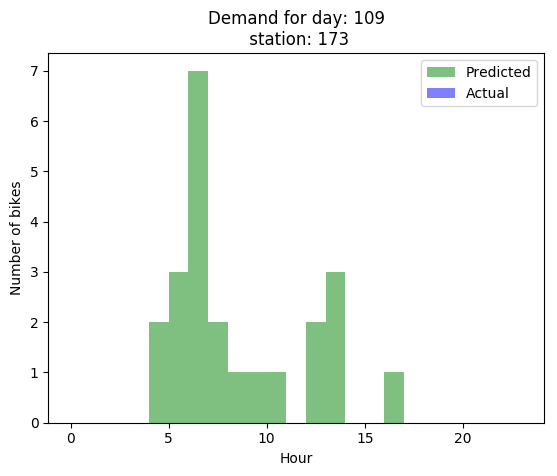 Demand for day: 109
station: 173
Predicted
Actual
Number of bikes
7
6
5
4
3
2
1
0
0
5
10
15
20
Hour